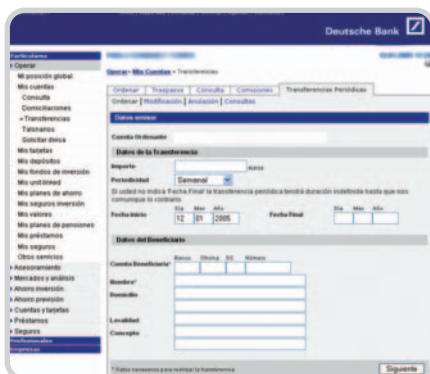 Deutsche Bank
Particulares
Operar
Mi posición global
Mis cuentas
Consulta
Domiciliaciones
Transferencias
Talonarios
Solicitar divisa
Mis tarjetas
Mis depósitos
Mis fondos de inversión
Mis unit linked
Mis planes de ahorro
Mis seguros inversión
Mis valores
Mis planes de pensiones
Mis préstamos
Mis seguros
Otros servicios
Asesoramiento
Mercados y análisis
Ahorro inversión
Ahorro previsión
Cuentas y tarjetas
Préstamos
Seguros
Profesionales
Empresas
Operar> Mis Cuentas > Transferencias
Ordenar Traspasos Consulta Comisiones Transferencias Periódicas
Ordenar | Modificación | Anulación | Consultas
Datos emisor
Cuenta Ordenante
Datos de la Transferencia
Importe euros
Periodicidad Semanal
Si usted no indica 'Fecha Final' la transferencia periódica tendrá duración indefinida hasta que nos
comunique lo contrario.
Día Mes Año Día Mes Año
Fecha Inicio 12 01 2005 Fecha Final
Datos del Beneficiario
Banco Oficina DC Número
Cuenta Beneficiaria*
Nombre*
Domicilio
Localidad
Concepto
* Datos necesarios para realizar la transferencia
Siguiente